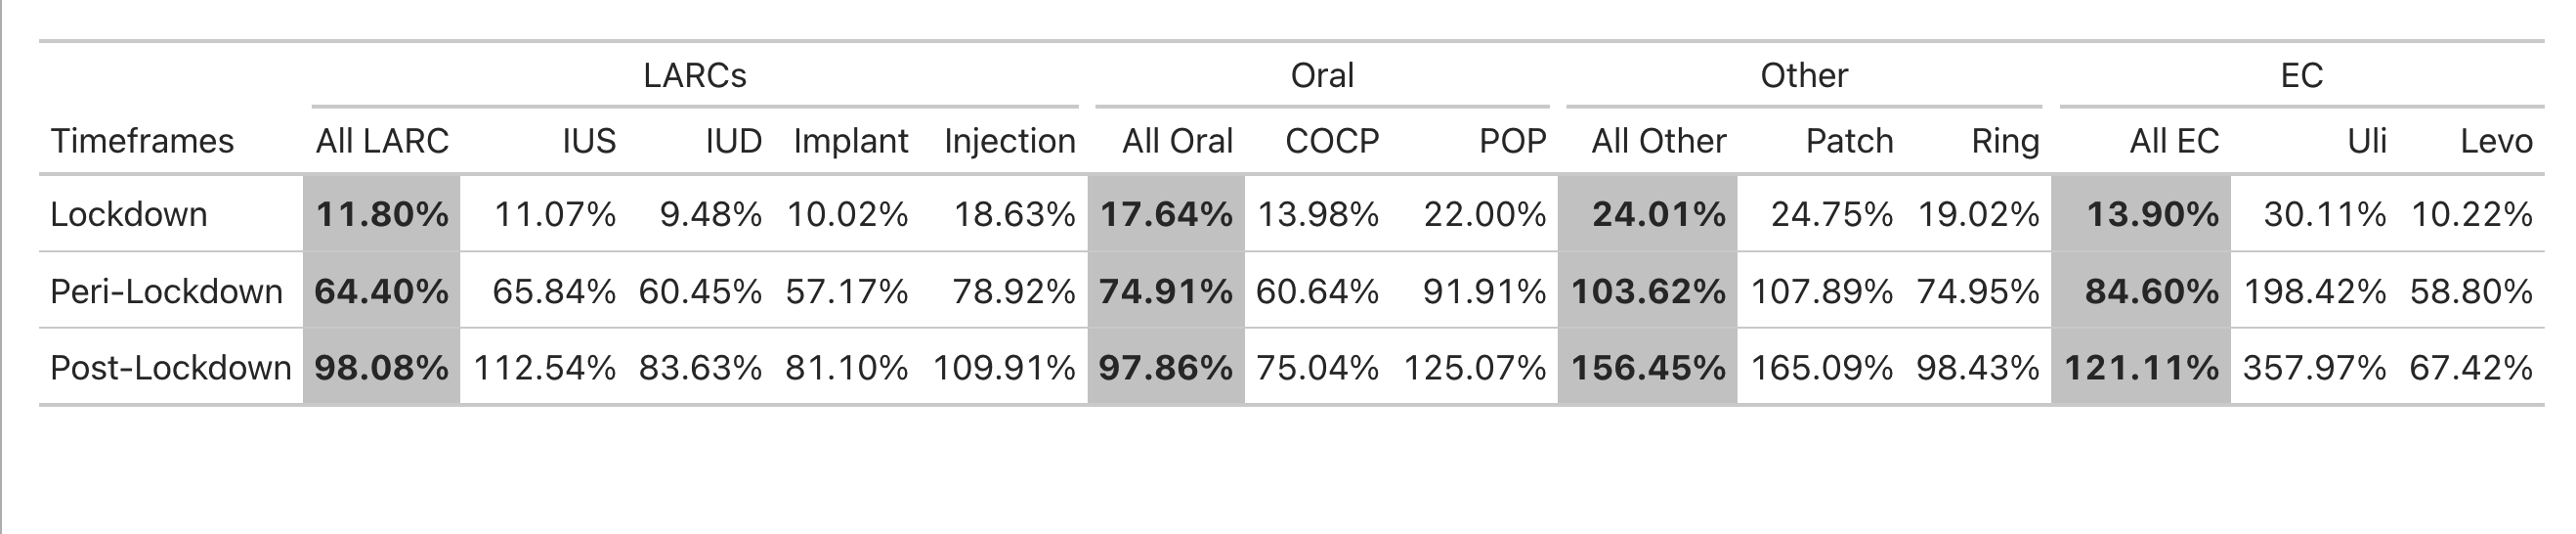 LARCs Oral Other EC
Timeframes All LARC IUS IUD Implant Injection All Oral COCP POP All Other Patch Ring All EC Uli Levo
Lockdown 11.80% 11.07% 9.48% 10.02% 18.63% 17.64% 13.98% 22.00% 24.01% 24.75% 19.02% 13.90% 30.11% 10.22%
Peri-Lockdown 64.40% 65.84% 60.45% 57.17% 78.92% 74.91% 60.64% 91.91% 103.62% 107.89% 74.95% 84.60% 198.42% 58.80%
Post-Lockdown 98.08% 112.54% 83.63% 81.10% 109.91% 97.86% 75.04% 125.07% 156.45% 165.09% 98.43% 121.11% 357.97% 67.42%